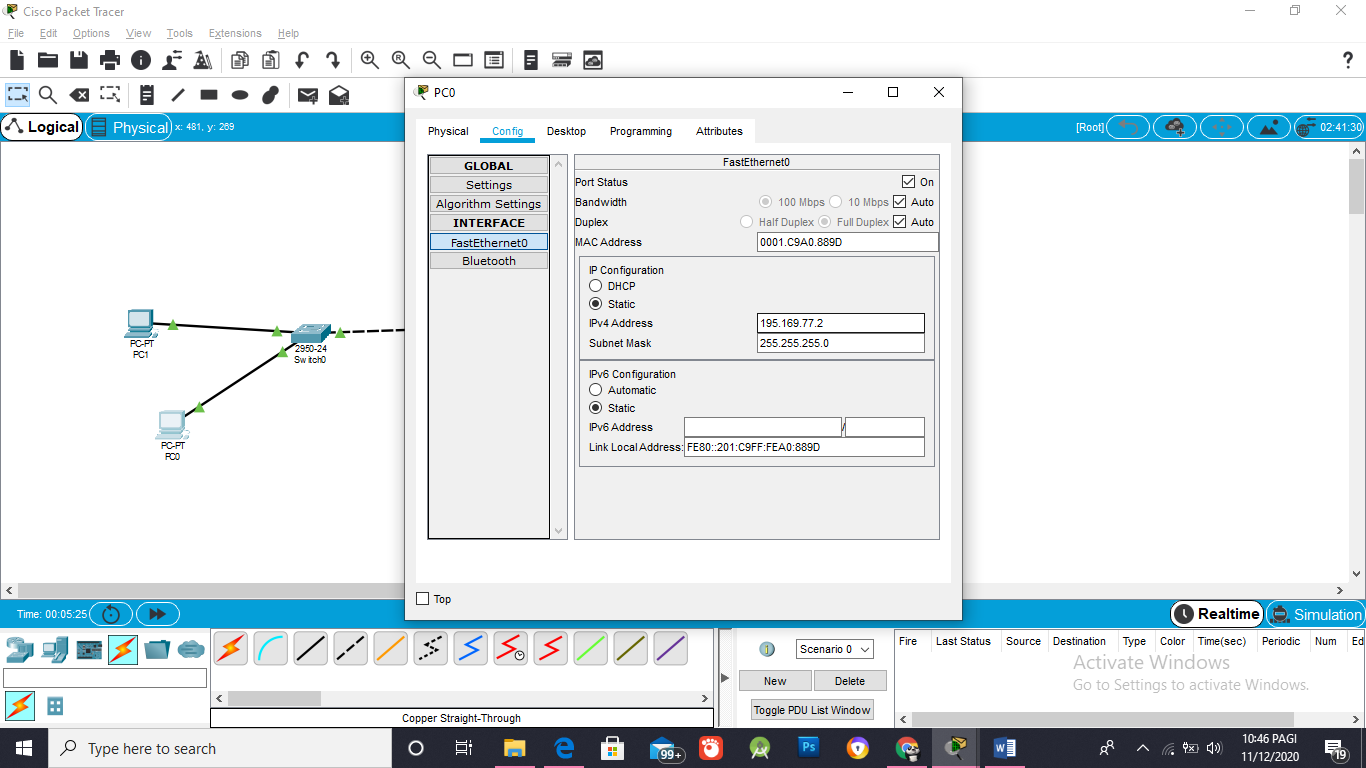 Cisco Packet Tracer
File Edit Options View Tools Extensions Help
?
Logical
Physical
x: 481, y: 289
[Root]
02:41:30
PC0
Physical Config Desktop Programming Attributes
GLOBAL
Settings
Algorithm Settings
INTERFACE
FastEthernet0
Bluetooth
FastEthernet0
Port Status On
Bandwidth 100 Mbps 10 Mbps Auto
Duplex Half Duplex Full Duplex Auto
MAC Address 0001.C9A0.889D
IP Configuration
DHCP
Static
IPv4 Address 195.169.77.2
Subnet Mask 255.255.255.0
IPv6 Configuration
Automatic
Static
IPv6 Address /
Link Local Address: FE80::201:C9FF:FEA0:889D
Top
PC-PT
PC1
2950-24
Switch0
PC-PT
PC0
Time: 00:05:25
Realtime
Simulation
Copper Straight-Through
Scenario 0
New Delete
Toggle PDU List Window
Fire Last Status Source Destination Type Color Time(sec) Periodic Num Ed
Activate Windows
Go to Settings to activate Windows.
Type here to search
99+
Ps
10:46 PAGI
11/12/2020
19